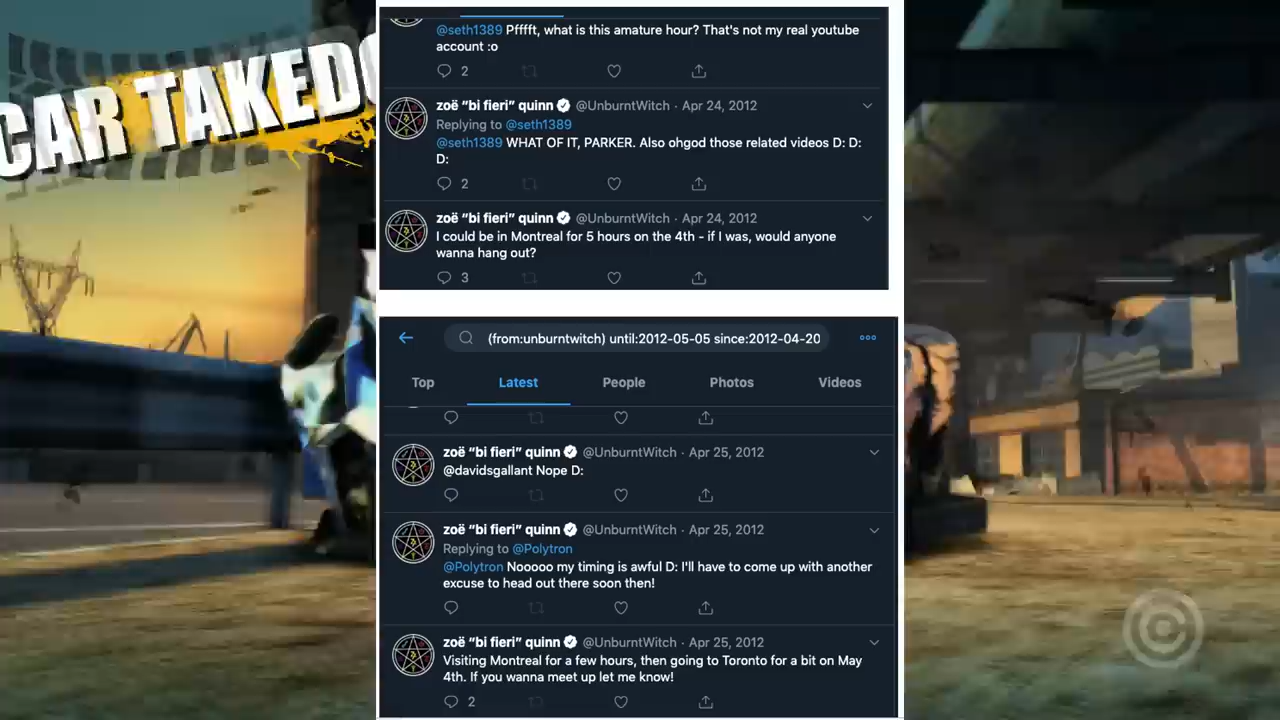 CAR TAKEDO
@seth1389 Pfffft, what is this amature hour? That's not my real youtube
account :o
2
zoë “bi fieri” quinn @UnburntWitch · Apr 24, 2012
Replying to @seth1389
@seth1389 WHAT OF IT, PARKER. Also ohgod those related videos D: D:
D:
2
zoë “bi fieri” quinn @UnburntWitch · Apr 24, 2012
I could be in Montreal for 5 hours on the 4th - if I was, would anyone
wanna hang out?
3
(from:unburntwitch) until:2012-05-05 since:2012-04-20
Top Latest People Photos Videos
zoë “bi fieri” quinn @UnburntWitch · Apr 25, 2012
@davidsgallant Nope D:
zoë “bi fieri” quinn @UnburntWitch · Apr 25, 2012
Replying to @Polytron
@Polytron Nooooo my timing is awful D: I'll have to come up with another
excuse to head out there soon then!
zoë “bi fieri” quinn @UnburntWitch · Apr 25, 2012
Visiting Montreal for a few hours, then going to Toronto for a bit on May
4th. If you wanna meet up let me know!
2